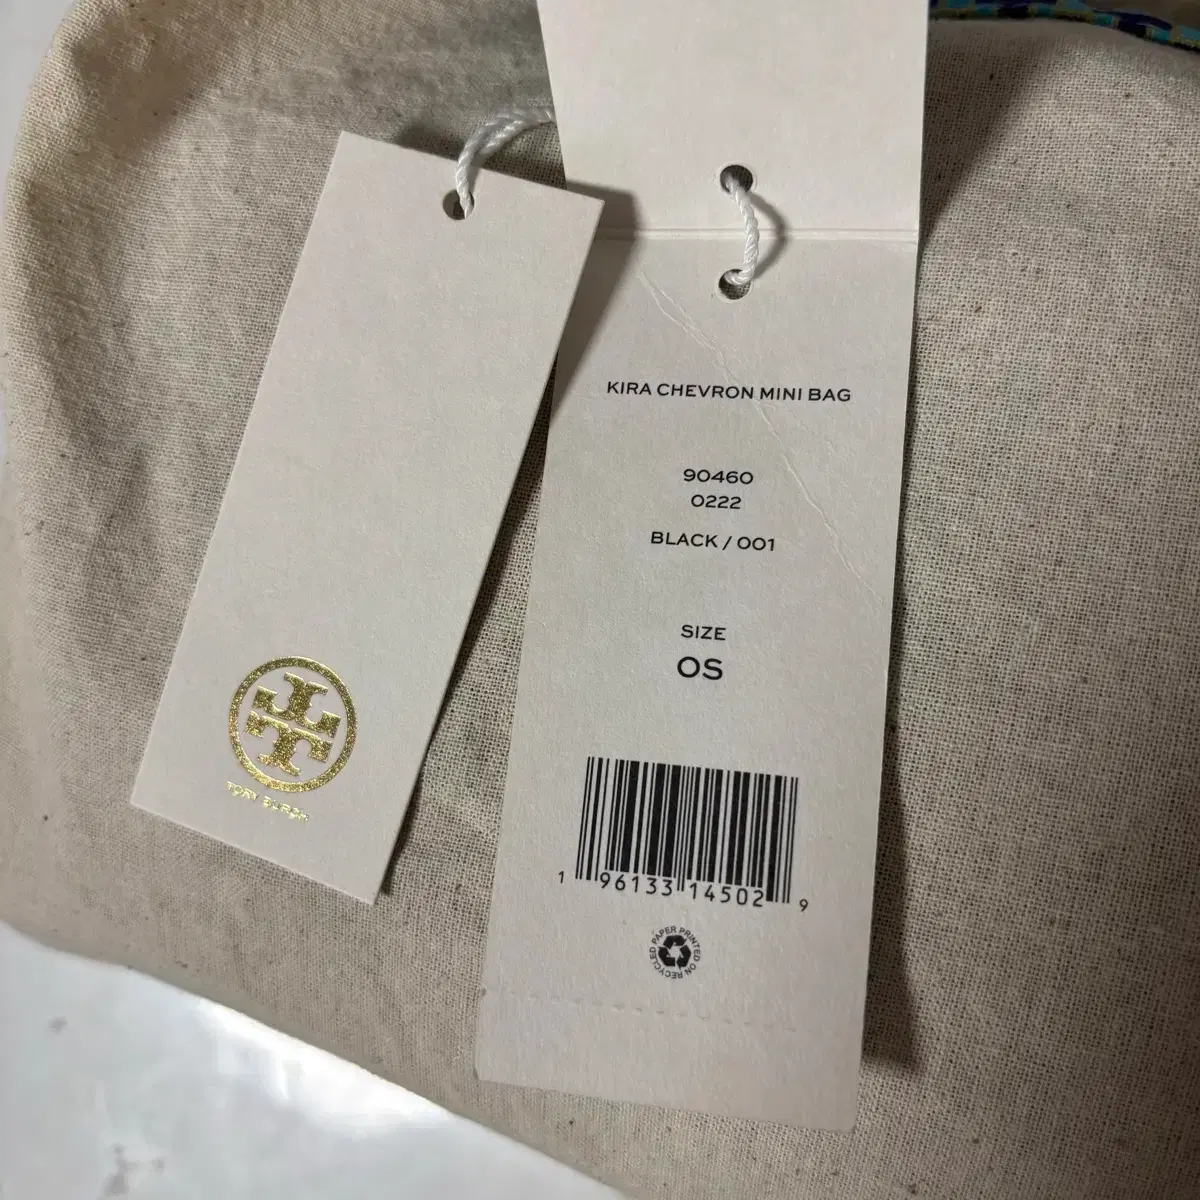 TORY BURCH
KIRA CHEVRON MINI BAG
90460
0222
BLACK / 001
SIZE
OS
1 96133 14502 9
PRINTED ON RECYCLED PAPER